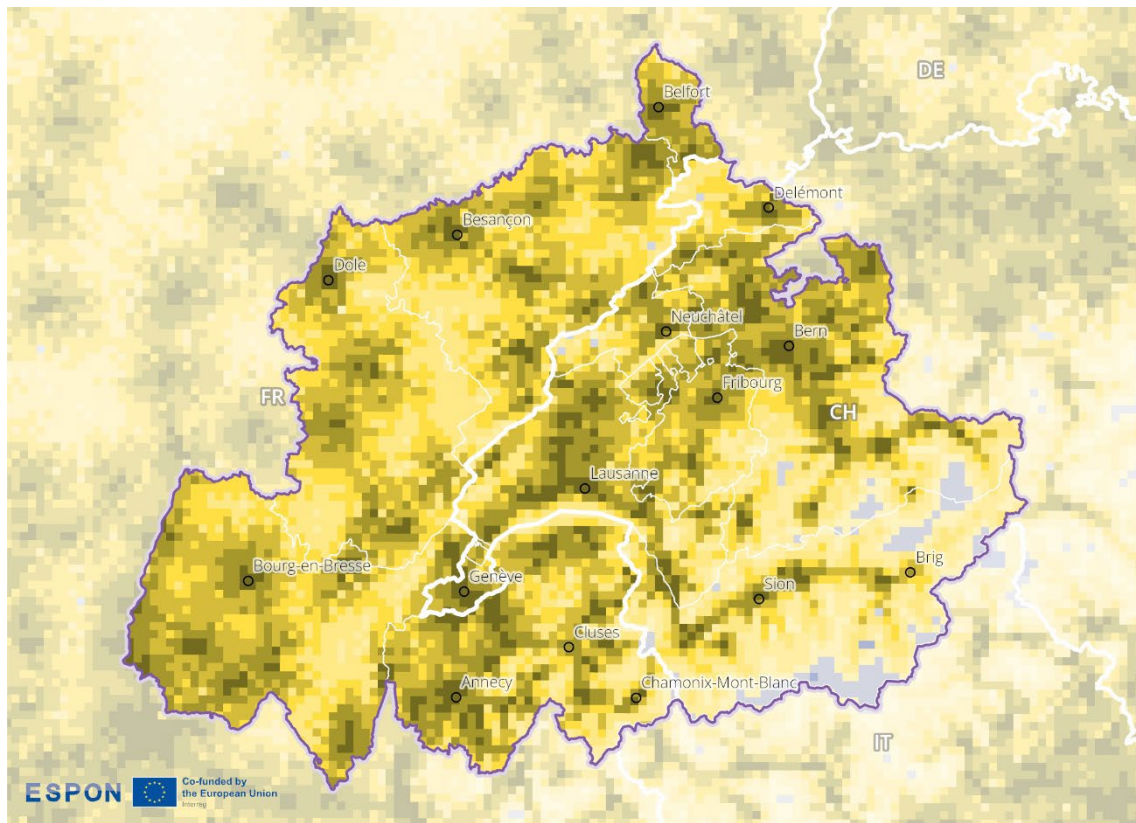 DE
Belfort
Delémont
Besançon
Dole
Neuchâtel
Bern
Fribourg
FR
CH
Lausanne
Bourg-en-Bresse
Genève
Brig
Sion
Cluses
Annecy
Chamonix-Mont-Blanc
IT
ESPON
Co-funded by
the European Union
Interreg